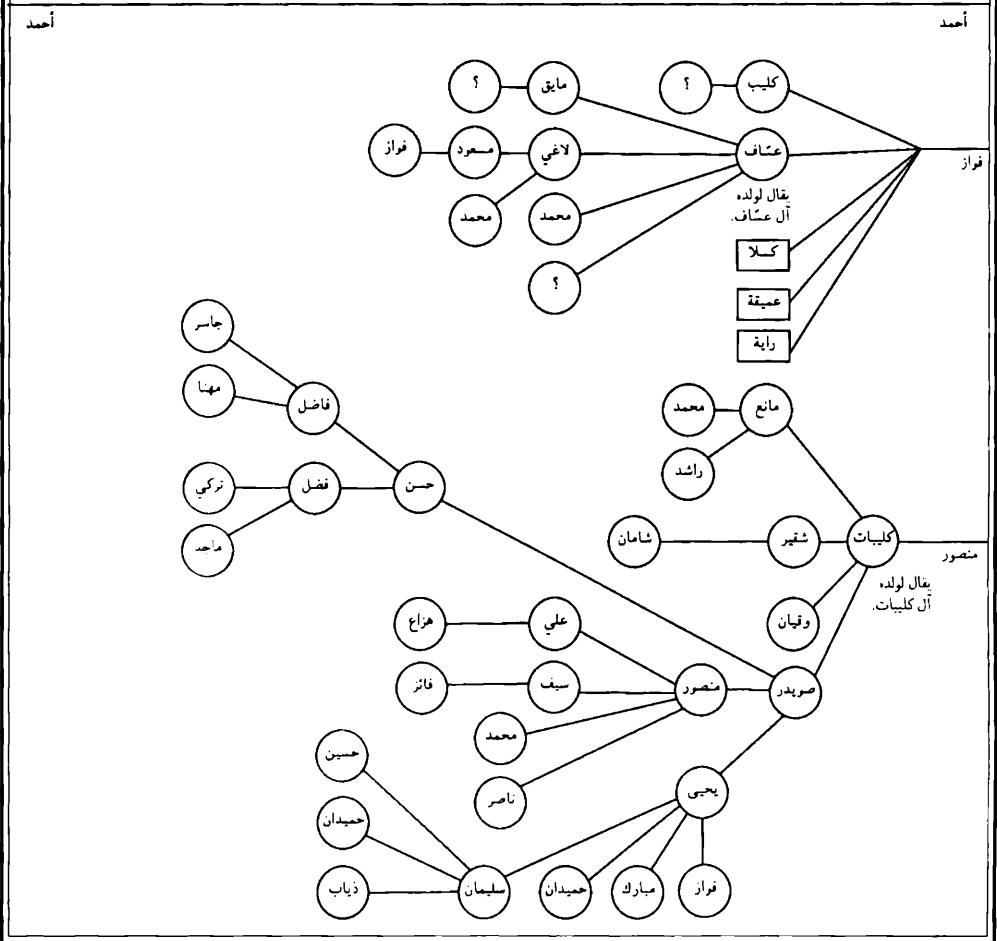 أحمد
أحمد
كليب
؟
مايق
؟
فواز
عسّاف
لاغي
مسعود
فواز
يقال لولده
آل عسّاف.
محمد
محمد
كسلا
؟
عميقة
راية
جاسر
مهنا
فاضل
مانع
محمد
راشد
حسن
فضل
تركي
ماجد
منصور
كليبات
شقير
شامان
يقال لولده
آل كليبات.
وقيان
علي
هزاع
صويدر
منصور
سيف
فائز
محمد
ناصر
حسين
يحيى
حميدان
فواز
مبارك
حميدان
سليمان
ذياب